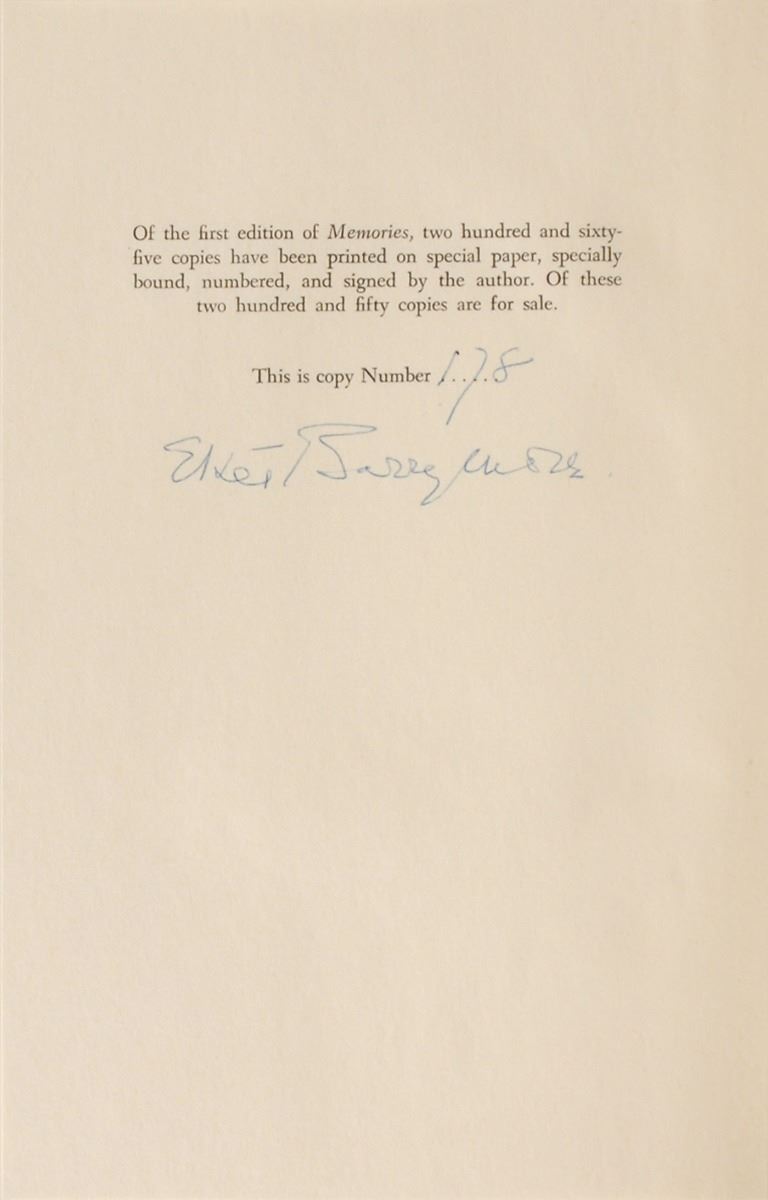 Of the first edition of Memories, two hundred and sixty-
five copies have been printed on special paper, specially
bound, numbered, and signed by the author. Of these
two hundred and fifty copies are for sale.
This is copy Number 178
Ethel Barrymore